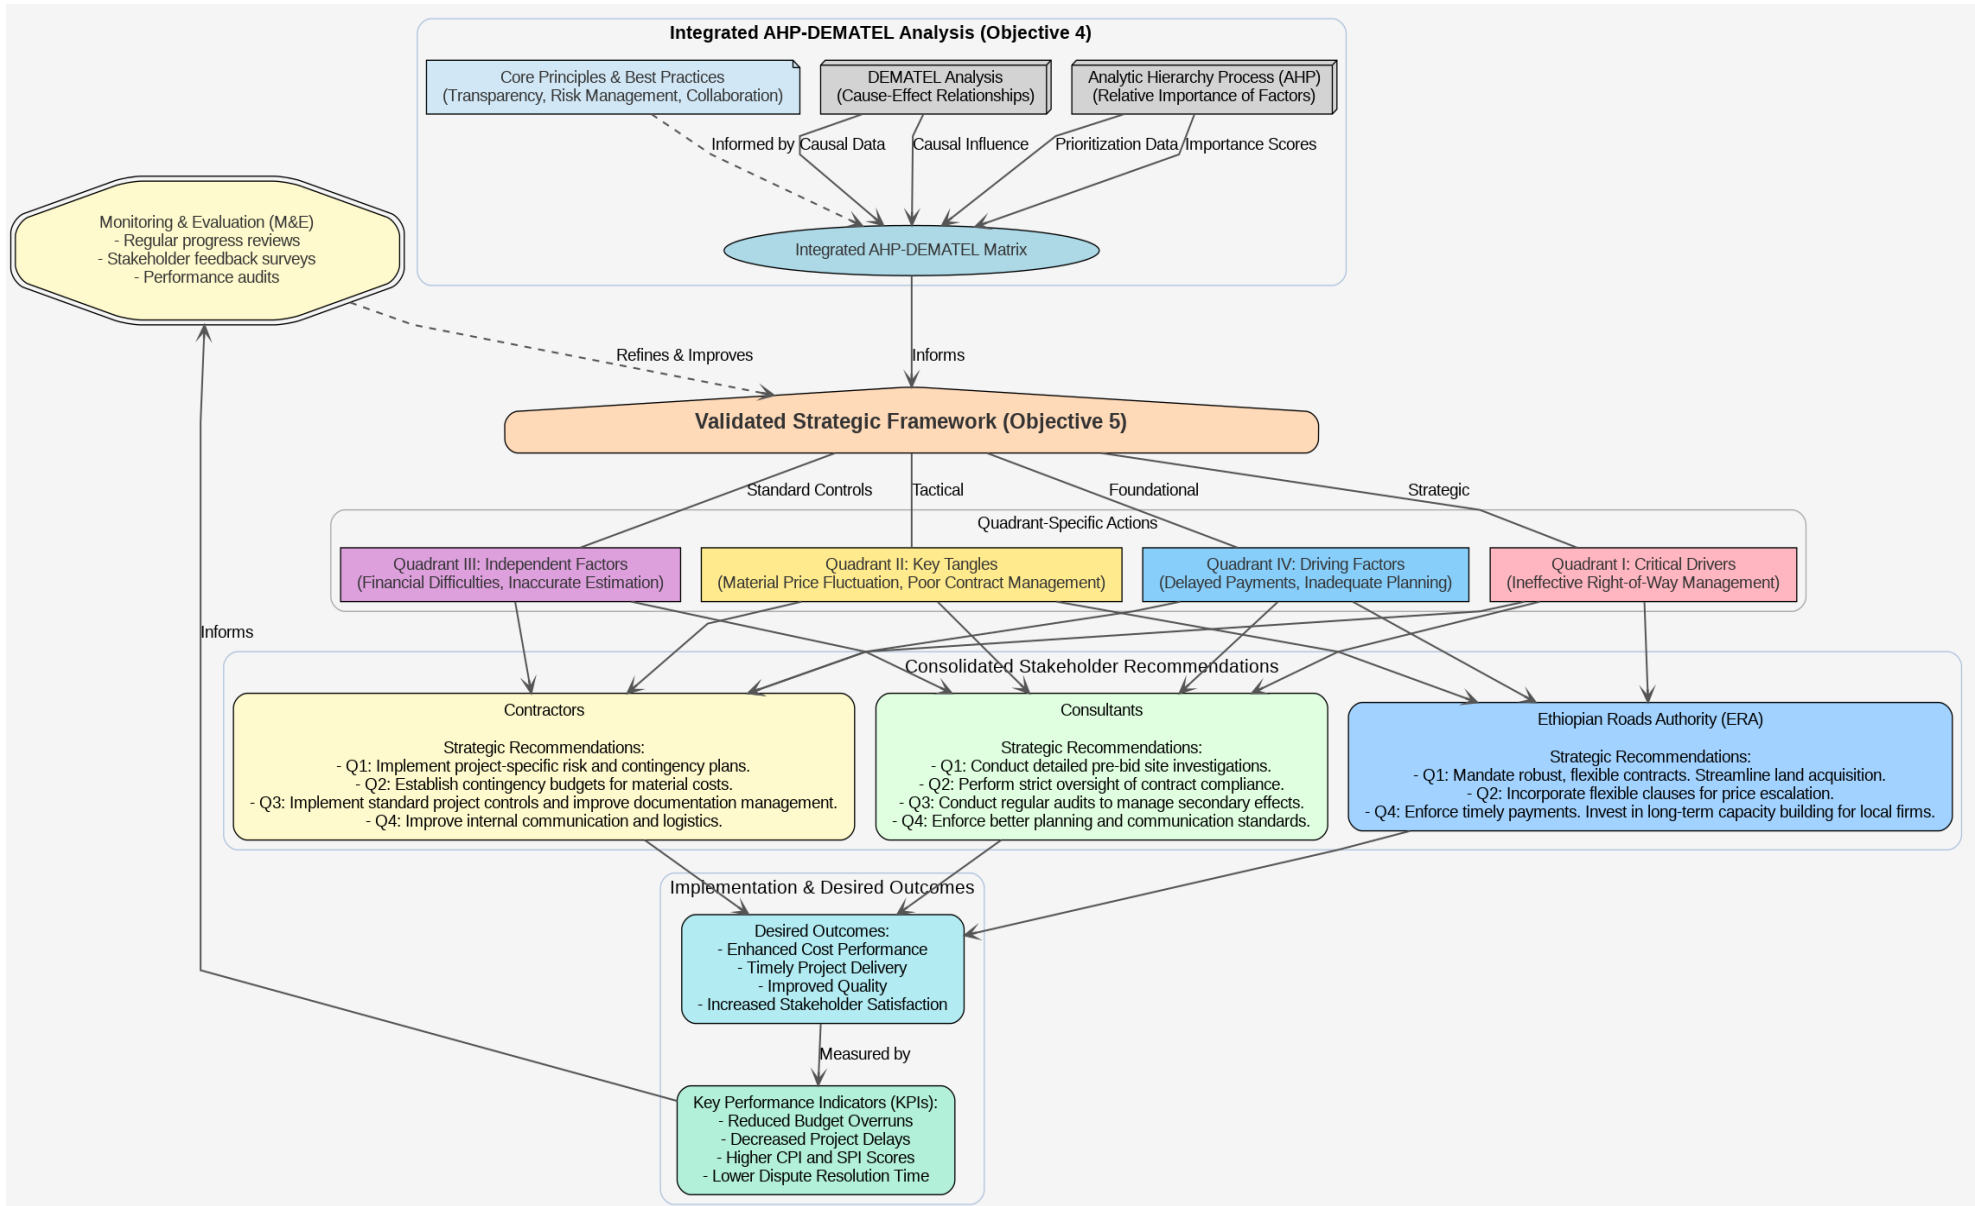 Integrated AHP-DEMATEL Analysis (Objective 4)
Core Principles & Best Practices
(Transparency, Risk Management, Collaboration)
DEMATEL Analysis
(Cause-Effect Relationships)
Analytic Hierarchy Process (AHP)
(Relative Importance of Factors)
Informed by
Causal Data
Causal Influence
Prioritization Data
Importance Scores
Integrated AHP-DEMATEL Matrix
Monitoring & Evaluation (M&E)
- Regular progress reviews
- Stakeholder feedback surveys
- Performance audits
Refines & Improves
Informs
Validated Strategic Framework (Objective 5)
Standard Controls
Tactical
Foundational
Strategic
Quadrant-Specific Actions
Quadrant III: Independent Factors
(Financial Difficulties, Inaccurate Estimation)
Quadrant II: Key Tangles
(Material Price Fluctuation, Poor Contract Management)
Quadrant IV: Driving Factors
(Delayed Payments, Inadequate Planning)
Quadrant I: Critical Drivers
(Ineffective Right-of-Way Management)
Informs
Consolidated Stakeholder Recommendations
Contractors
Strategic Recommendations:
- Q1: Implement project-specific risk and contingency plans.
- Q2: Establish contingency budgets for material costs.
- Q3: Implement standard project controls and improve documentation management.
- Q4: Improve internal communication and logistics.
Consultants
Strategic Recommendations:
- Q1: Conduct detailed pre-bid site investigations.
- Q2: Perform strict oversight of contract compliance.
- Q3: Conduct regular audits to manage secondary effects.
- Q4: Enforce better planning and communication standards.
Ethiopian Roads Authority (ERA)
Strategic Recommendations:
- Q1: Mandate robust, flexible contracts. Streamline land acquisition.
- Q2: Incorporate flexible clauses for price escalation.
- Q4: Enforce timely payments. Invest in long-term capacity building for local firms.
Implementation & Desired Outcomes
Desired Outcomes:
- Enhanced Cost Performance
- Timely Project Delivery
- Improved Quality
- Increased Stakeholder Satisfaction
Measured by
Key Performance Indicators (KPIs):
- Reduced Budget Overruns
- Decreased Project Delays
- Higher CPI and SPI Scores
- Lower Dispute Resolution Time